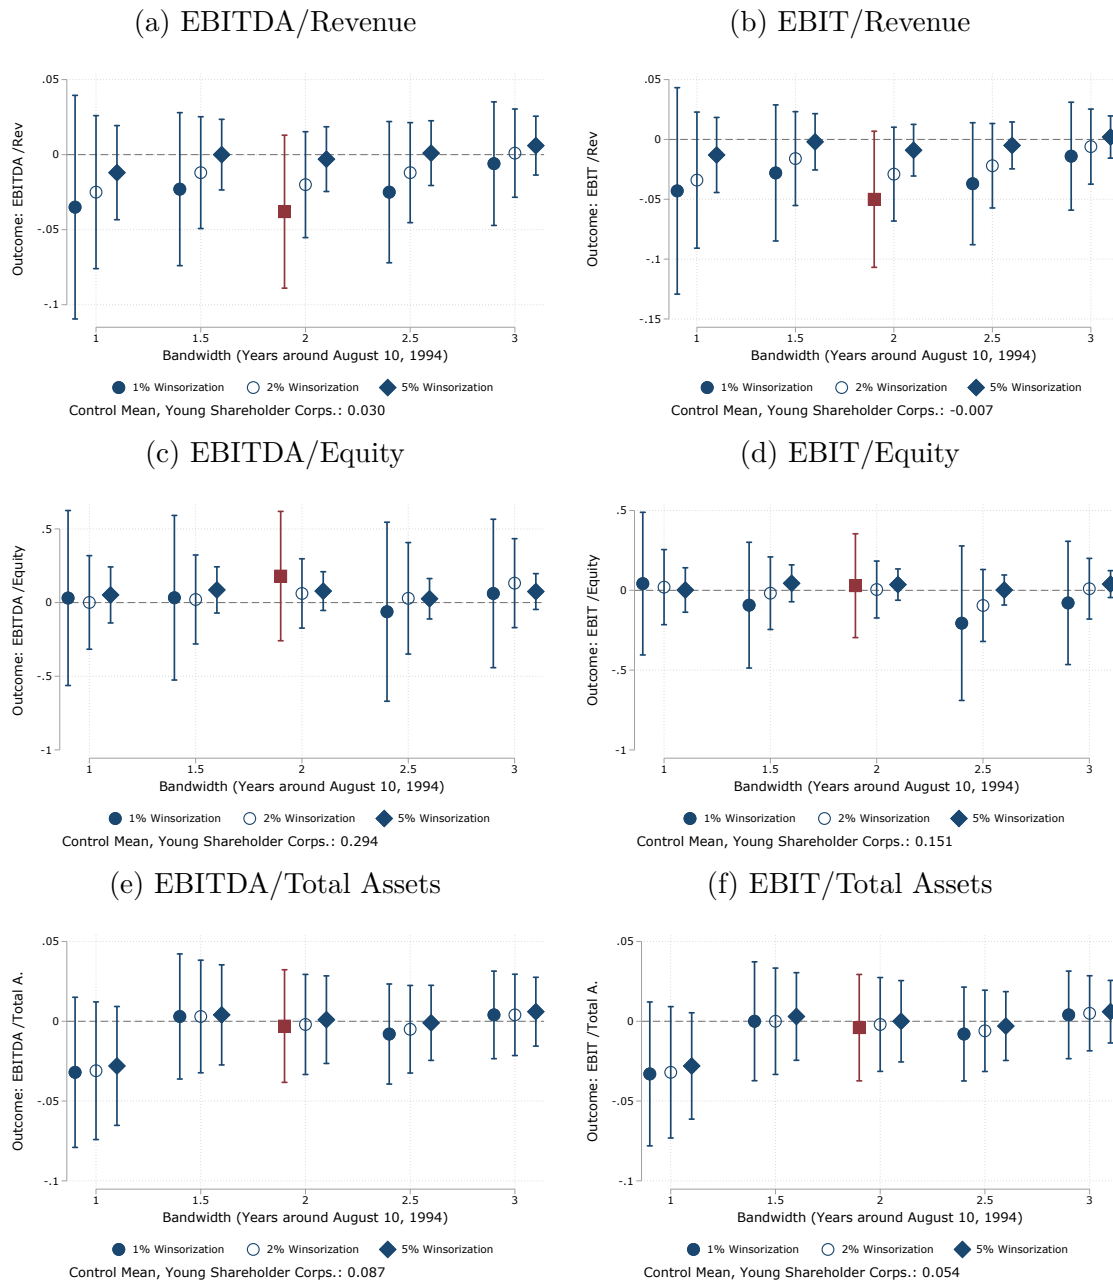 (a) EBITDA/Revenue
.05
0
-.05
-.1
Outcome: EBITDA /Rev
1 1.5 2 2.5 3
Bandwidth (Years around August 10, 1994)
1% Winsorization 2% Winsorization 5% Winsorization
Control Mean, Young Shareholder Corps.: 0.030
(b) EBIT/Revenue
.05
0
-.05
-.1
-.15
Outcome: EBIT /Rev
1 1.5 2 2.5 3
Bandwidth (Years around August 10, 1994)
1% Winsorization 2% Winsorization 5% Winsorization
Control Mean, Young Shareholder Corps.: -0.007
(c) EBITDA/Equity
.5
0
-.5
-1
Outcome: EBITDA /Equity
1 1.5 2 2.5 3
Bandwidth (Years around August 10, 1994)
1% Winsorization 2% Winsorization 5% Winsorization
Control Mean, Young Shareholder Corps.: 0.294
(d) EBIT/Equity
.5
0
-.5
-1
Outcome: EBIT /Equity
1 1.5 2 2.5 3
Bandwidth (Years around August 10, 1994)
1% Winsorization 2% Winsorization 5% Winsorization
Control Mean, Young Shareholder Corps.: 0.151
(e) EBITDA/Total Assets
.05
0
-.1
Outcome: EBITDA /Total A.
1 1.5 2 2.5 3
Bandwidth (Years around August 10, 1994)
1% Winsorization 2% Winsorization 5% Winsorization
Control Mean, Young Shareholder Corps.: 0.087
(f) EBIT/Total Assets
.05
0
-.1
Outcome: EBIT /Total A.
1 1.5 2 2.5 3
Bandwidth (Years around August 10, 1994)
1% Winsorization 2% Winsorization 5% Winsorization
Control Mean, Young Shareholder Corps.: 0.054